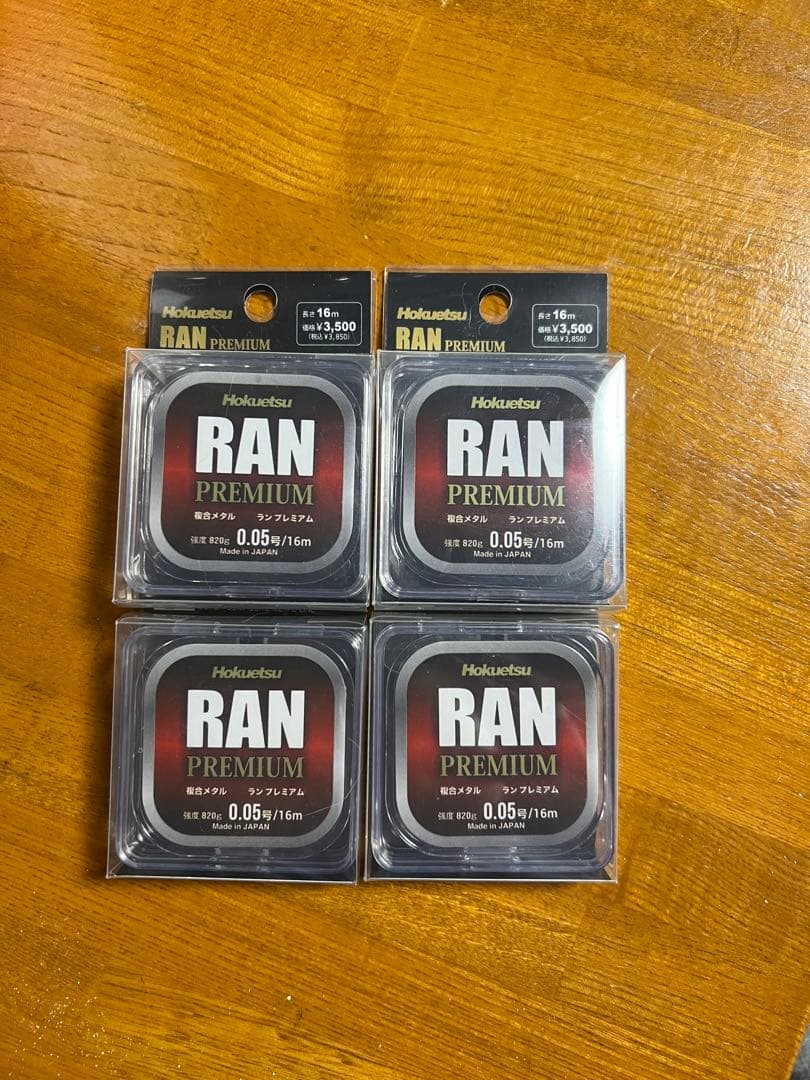 Hokuetsu
RAN PREMIUM
長さ 16m
価格 ¥3,500
(税込 ¥3,850)
Hokuetsu
RAN
PREMIUM
複合メタル ラン プレミアム
強度 820g 0.05号/16m
Made in JAPAN
Hokuetsu
RAN PREMIUM
長さ 16m
価格 ¥3,500
(税込 ¥3,850)
Hokuetsu
RAN
PREMIUM
複合メタル ラン プレミアム
強度 820g 0.05号/16m
Made in JAPAN
Hokuetsu
RAN
PREMIUM
複合メタル ラン プレミアム
強度 820g 0.05号/16m
Made in JAPAN
Hokuetsu
RAN
PREMIUM
複合メタル ラン プレミアム
強度 820g 0.05号/16m
Made in JAPAN